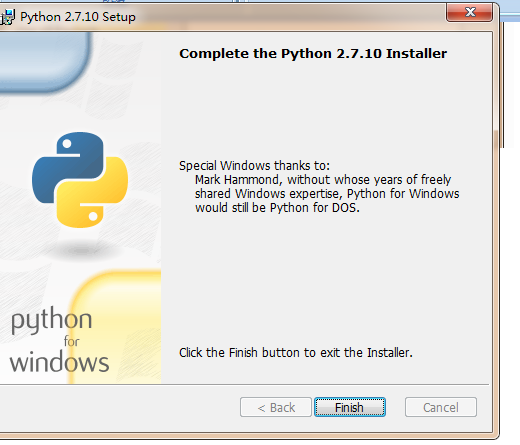 Python 2.7.10 Setup
Complete the Python 2.7.10 Installer
Special Windows thanks to:
Mark Hammond, without whose years of freely
shared Windows expertise, Python for Windows
would still be Python for DOS.
python
for
windows
Click the Finish button to exit the Installer.
< Back
Finish
Cancel